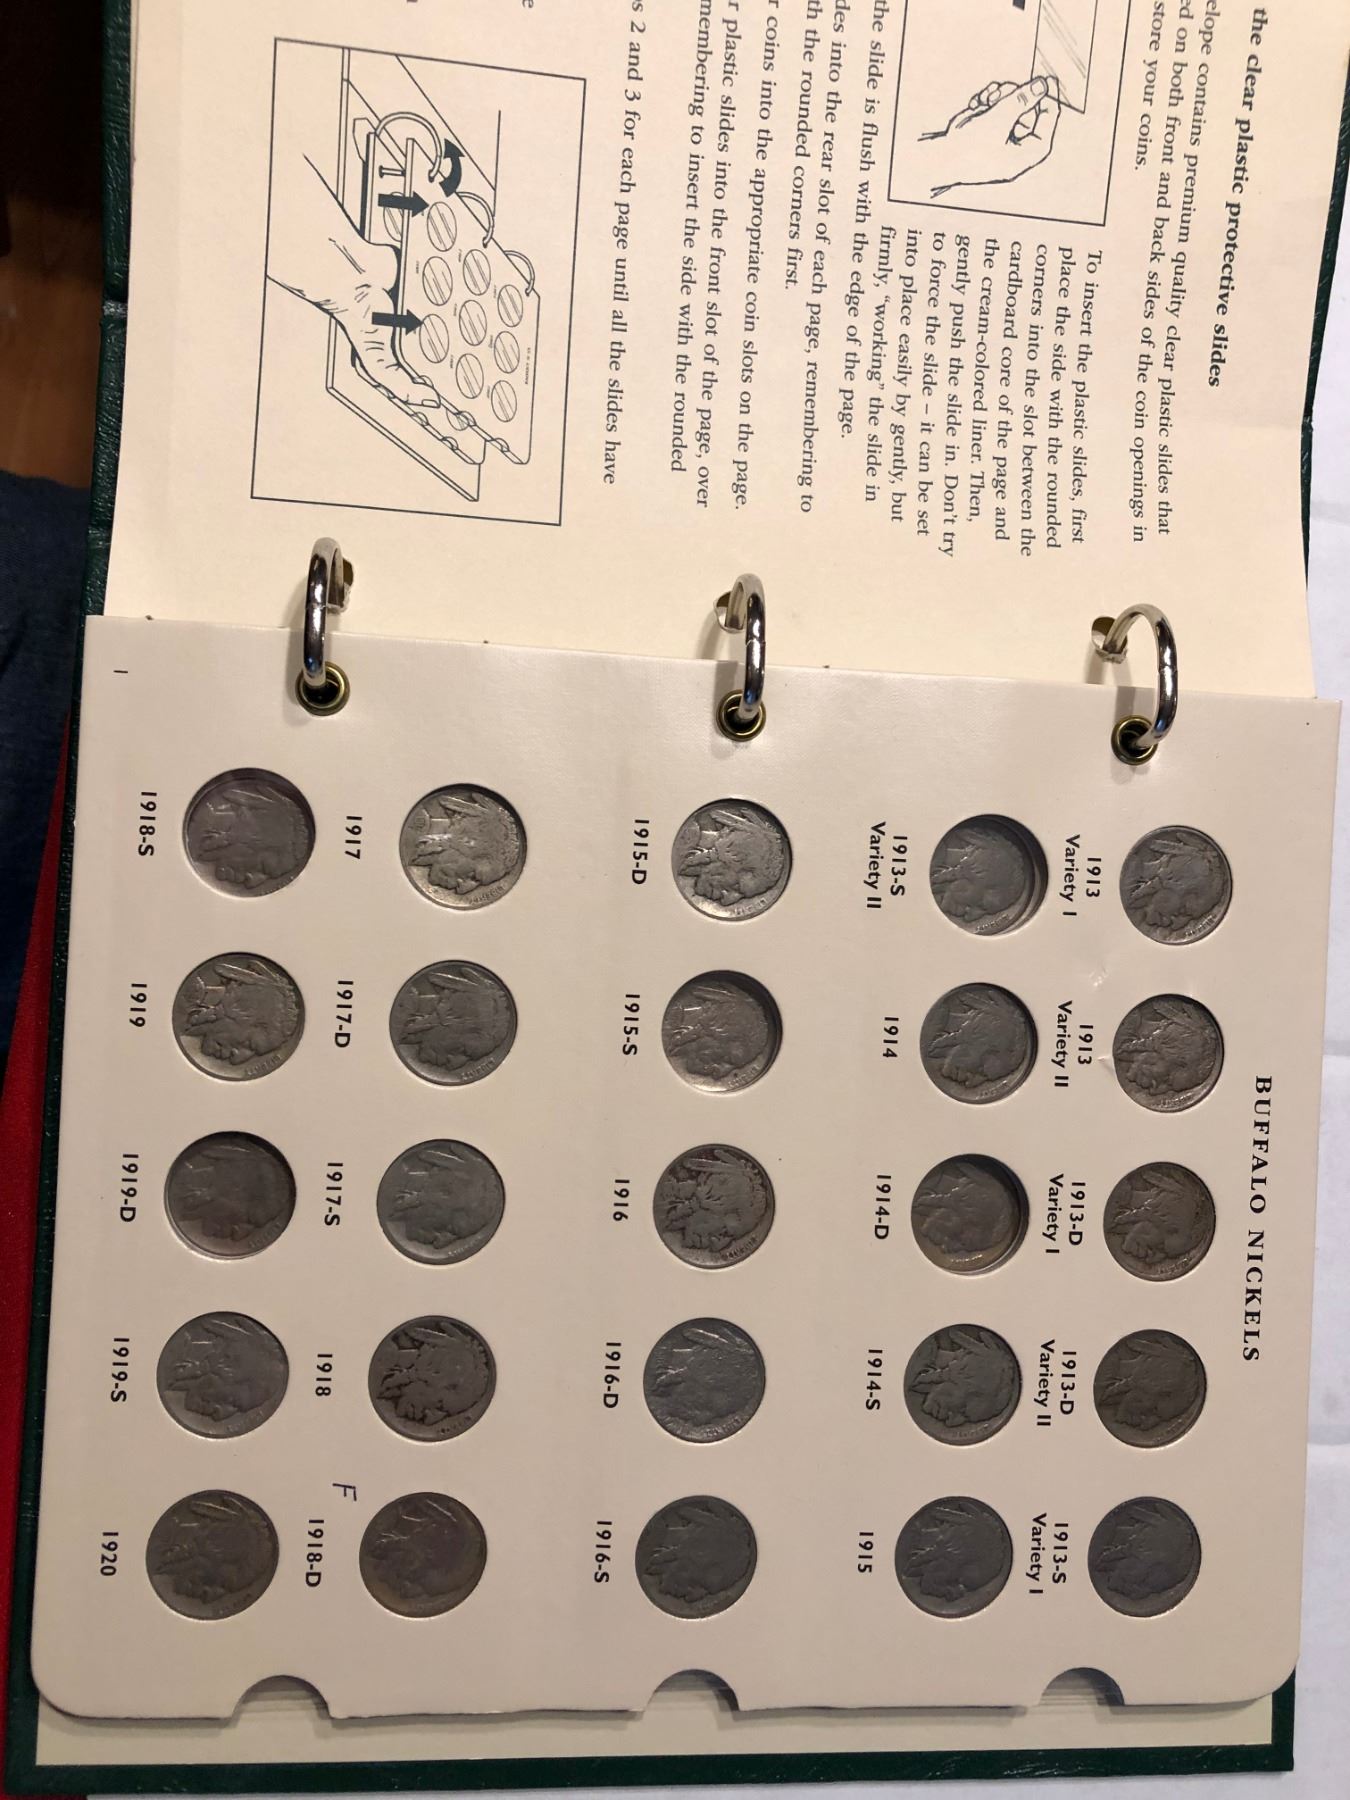 the clear plastic protective slides
elope contains premium quality clear plastic slides that
ed on both front and back sides of the coin openings in
store your coins.
To insert the plastic slides, first
place the side with the rounded
corners into the slot between the
cardboard core of the page and
the cream-colored liner. Then,
gently push the slide in. Don't try
to force the slide – it can be set
into place easily by gently, but
firmly, "working" the slide in
the slide is flush with the edge of the page.
des into the rear slot of each page, remembering to
th the rounded corners first.
r coins into the appropriate coin slots on the page.
r plastic slides into the front slot of the page, over
membering to insert the side with the rounded
s 2 and 3 for each page until all the slides have
BUFFALO NICKELS
1913
Variety I
1913
Variety II
1913-D
Variety I
1913-D
Variety II
1913-S
Variety I
1913-S
Variety II
1914
1914-D
1914-S
1915
1915-D
1915-S
1916
1916-D
1916-S
1917
1917-D
1917-S
1918
F
1918-D
1918-S
1919
1919-D
1919-S
1920
1